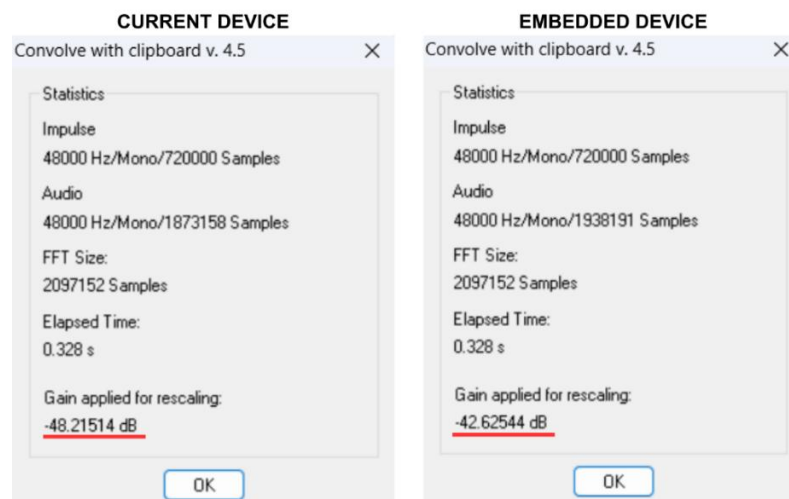 CURRENT DEVICE
Convolve with clipboard v. 4.5
Statistics
Impulse
48000 Hz/Mono/720000 Samples
Audio
48000 Hz/Mono/1873158 Samples
FFT Size:
2097152 Samples
Elapsed Time:
0.328 s
Gain applied for rescaling:
-48.21514 dB
OK
EMBEDDED DEVICE
Convolve with clipboard v. 4.5
Statistics
Impulse
48000 Hz/Mono/720000 Samples
Audio
48000 Hz/Mono/1938191 Samples
FFT Size:
2097152 Samples
Elapsed Time:
0.328 s
Gain applied for rescaling:
-42.62544 dB
OK